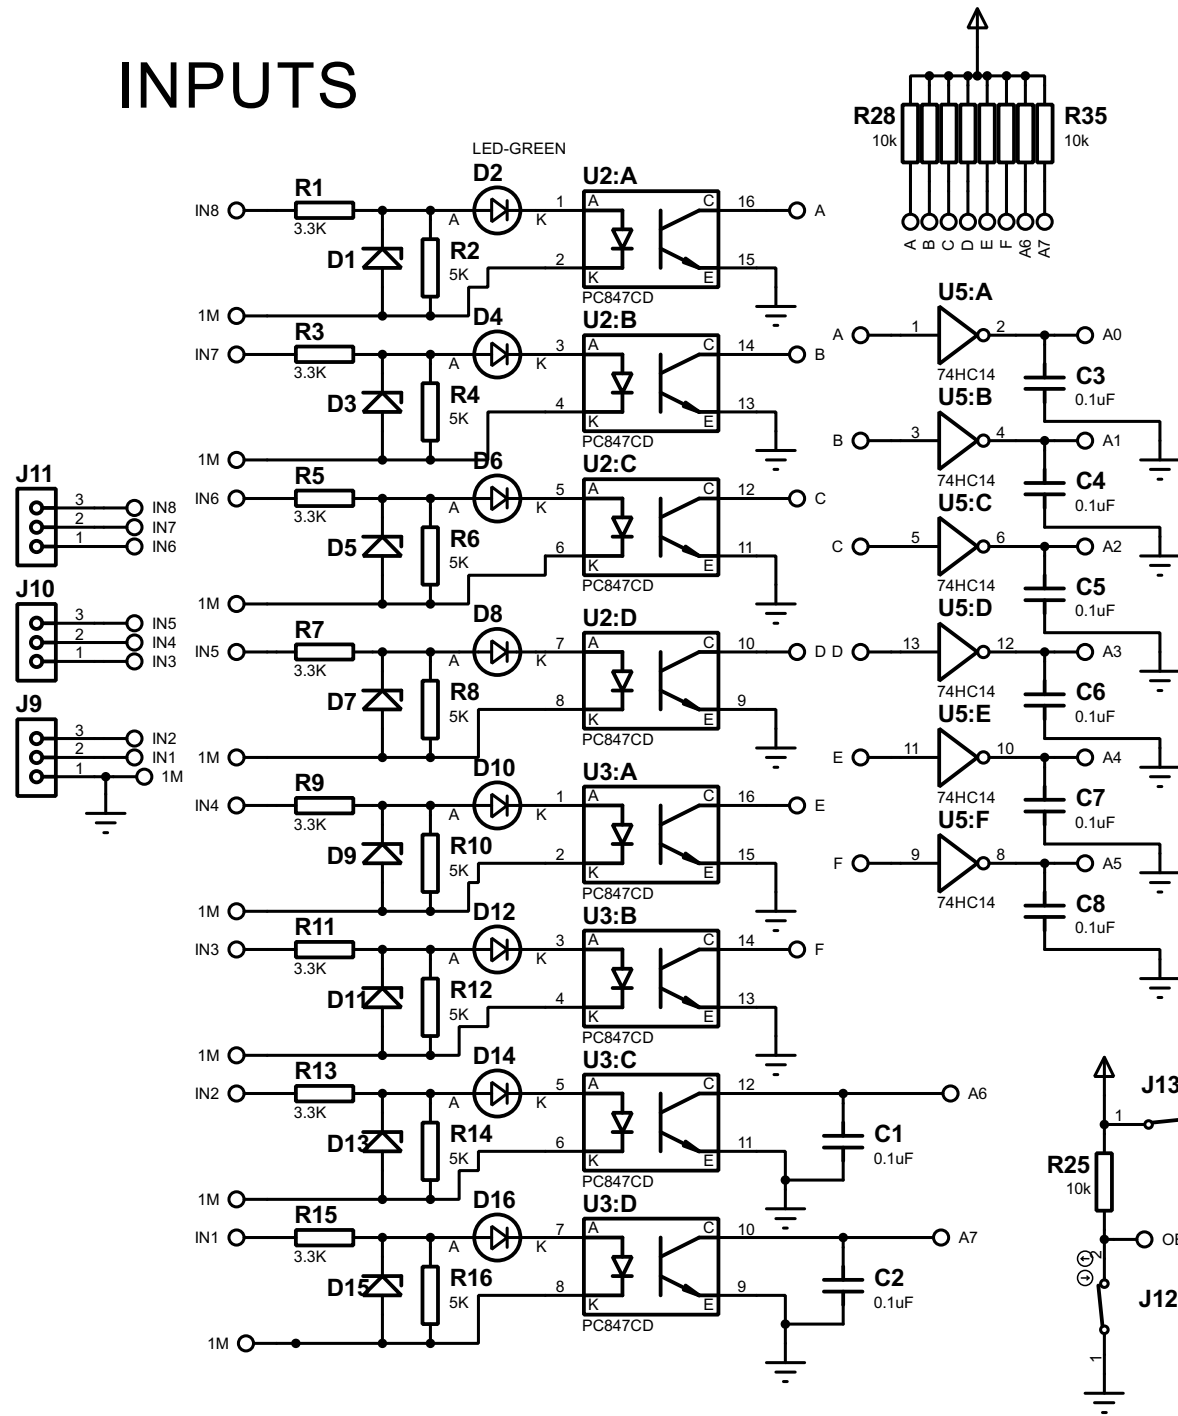 INPUTS
R28
10k
R35
10k
A
B
C
D
E
F
A6
A7
LED-GREEN
IN8
R1
3.3K
D1
R2
5K
A
D2
K
1
2
U2:A
A
K
C
E
PC847CD
16
15
A
1M
IN7
R3
3.3K
D3
R4
5K
A
D4
K
3
4
U2:B
A
K
C
E
PC847CD
14
13
B
1M
IN6
R5
3.3K
D5
R6
5K
A
D6
K
5
6
U2:C
A
K
C
E
PC847CD
12
11
C
1M
IN5
R7
3.3K
D7
R8
5K
A
D8
K
7
8
U2:D
A
K
C
E
PC847CD
10
9
D
1M
IN4
R9
3.3K
D9
R10
5K
A
D10
K
1
2
U3:A
A
K
C
E
PC847CD
16
15
E
1M
IN3
R11
3.3K
D11
R12
5K
A
D12
K
3
4
U3:B
A
K
C
E
PC847CD
14
13
F
1M
IN2
R13
3.3K
D13
R14
5K
A
D14
K
5
6
U3:C
A
K
C
E
PC847CD
12
11
A6
C1
0.1uF
1M
IN1
R15
3.3K
D15
R16
5K
A
D16
K
7
8
U3:D
A
K
C
E
PC847CD
10
9
A7
C2
0.1uF
1M
J11
3 IN8
2 IN7
1 IN6
J10
3 IN5
2 IN4
1 IN3
J9
3 IN2
2 IN1
1 1M
U5:A
A 1 2 A0
74HC14
C3
0.1uF
U5:B
B 3 4 A1
74HC14
C4
0.1uF
U5:C
C 5 6 A2
74HC14
C5
0.1uF
U5:D
D 13 12 A3
74HC14
C6
0.1uF
U5:E
E 11 10 A4
74HC14
C7
0.1uF
U5:F
F 9 8 A5
74HC14
C8
0.1uF
J13
1
R25
10k
2
J12
1